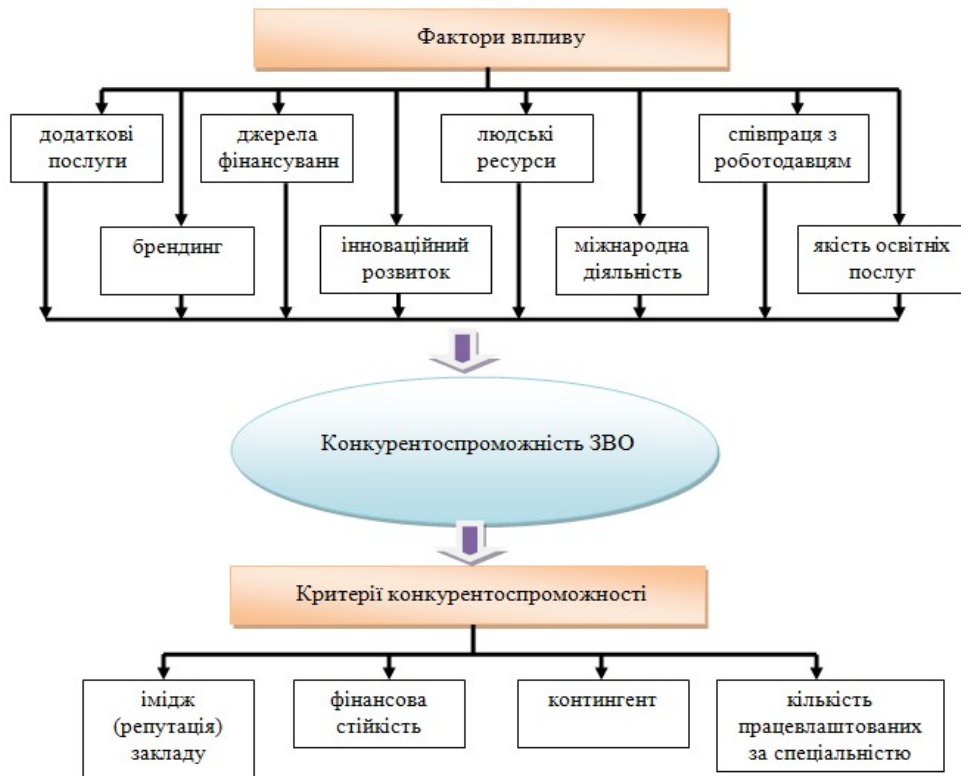 Фактори впливу
додаткові
послуги
джерела
фінансуванн
людські
ресурси
співпраця з
роботодавцям
брендинг
інноваційний
розвиток
міжнародна
діяльність
якість освітніх
послуг
Конкурентоспроможність ЗВО
Критерії конкурентоспроможності
імідж
(репутація)
закладу
фінансова
стійкість
контингент
кількість
працевлаштованих
за спеціальністю